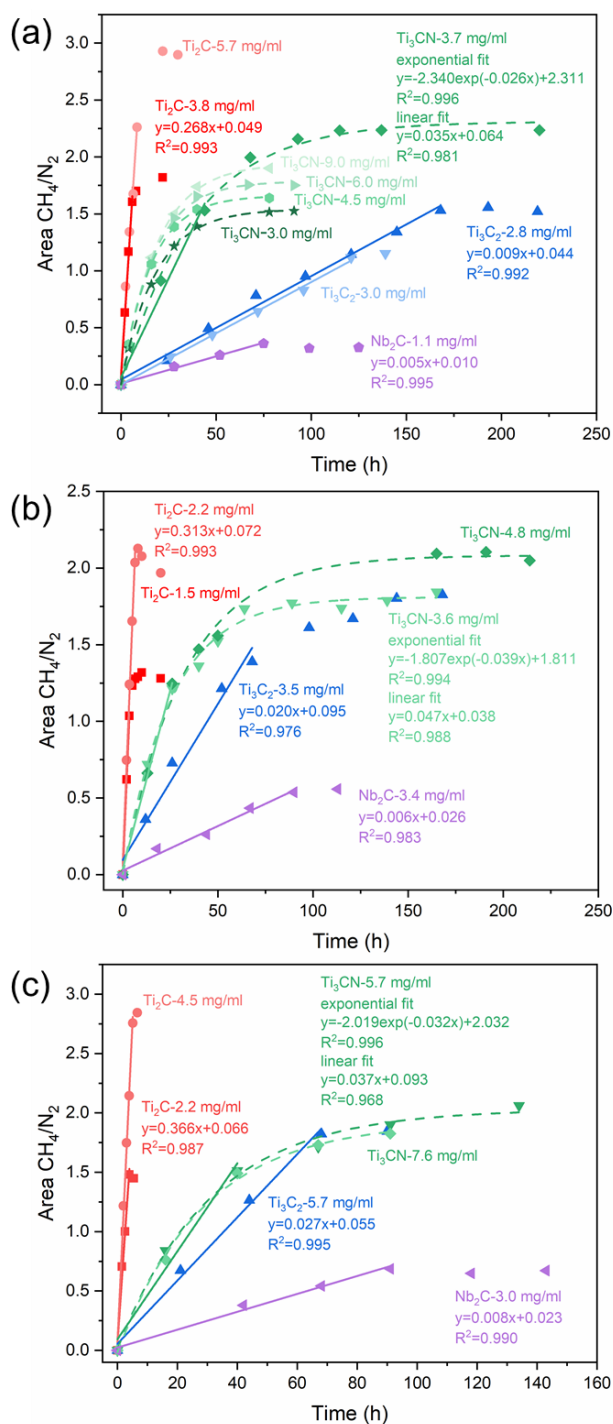 (a)
Ti₂C-5.7 mg/ml
Ti₂C-3.8 mg/ml
y=0.268x+0.049
R²=0.993
Ti₃CN-3.7 mg/ml
exponential fit
y=-2.340exp(-0.026x)+2.311
R²=0.996
linear fit
y=0.035x+0.064
R²=0.981
Ti₃CN-9.0 mg/ml
Ti₃CN-6.0 mg/ml
Ti₃CN-4.5 mg/ml
Ti₃CN-3.0 mg/ml
Ti₃C₂-2.8 mg/ml
y=0.009x+0.044
R²=0.992
Ti₃C₂-3.0 mg/ml
Nb₂C-1.1 mg/ml
y=0.005x+0.010
R²=0.995
Area CH₄/N₂
3.0
2.5
2.0
1.5
1.0
0.5
0.0
0 50 100 150 200 250
Time (h)
(b)
Ti₂C-2.2 mg/ml
y=0.313x+0.072
R²=0.993
Ti₂C-1.5 mg/ml
Ti₃CN-4.8 mg/ml
Ti₃CN-3.6 mg/ml
exponential fit
y=-1.807exp(-0.039x)+1.811
R²=0.994
linear fit
y=0.047x+0.038
R²=0.988
Ti₃C₂-3.5 mg/ml
y=0.020x+0.095
R²=0.976
Nb₂C-3.4 mg/ml
y=0.006x+0.026
R²=0.983
Area CH₄/N₂
2.5
2.0
1.5
1.0
0.5
0.0
0 50 100 150 200 250
Time (h)
(c)
Ti₂C-4.5 mg/ml
Ti₂C-2.2 mg/ml
y=0.366x+0.066
R²=0.987
Ti₃CN-5.7 mg/ml
exponential fit
y=-2.019exp(-0.032x)+2.032
R²=0.996
linear fit
y=0.037x+0.093
R²=0.968
Ti₃CN-7.6 mg/ml
Ti₃C₂-5.7 mg/ml
y=0.027x+0.055
R²=0.995
Nb₂C-3.0 mg/ml
y=0.008x+0.023
R²=0.990
Area CH₄/N₂
3.0
2.5
2.0
1.5
1.0
0.5
0.0
0 20 40 60 80 100 120 140 160
Time (h)